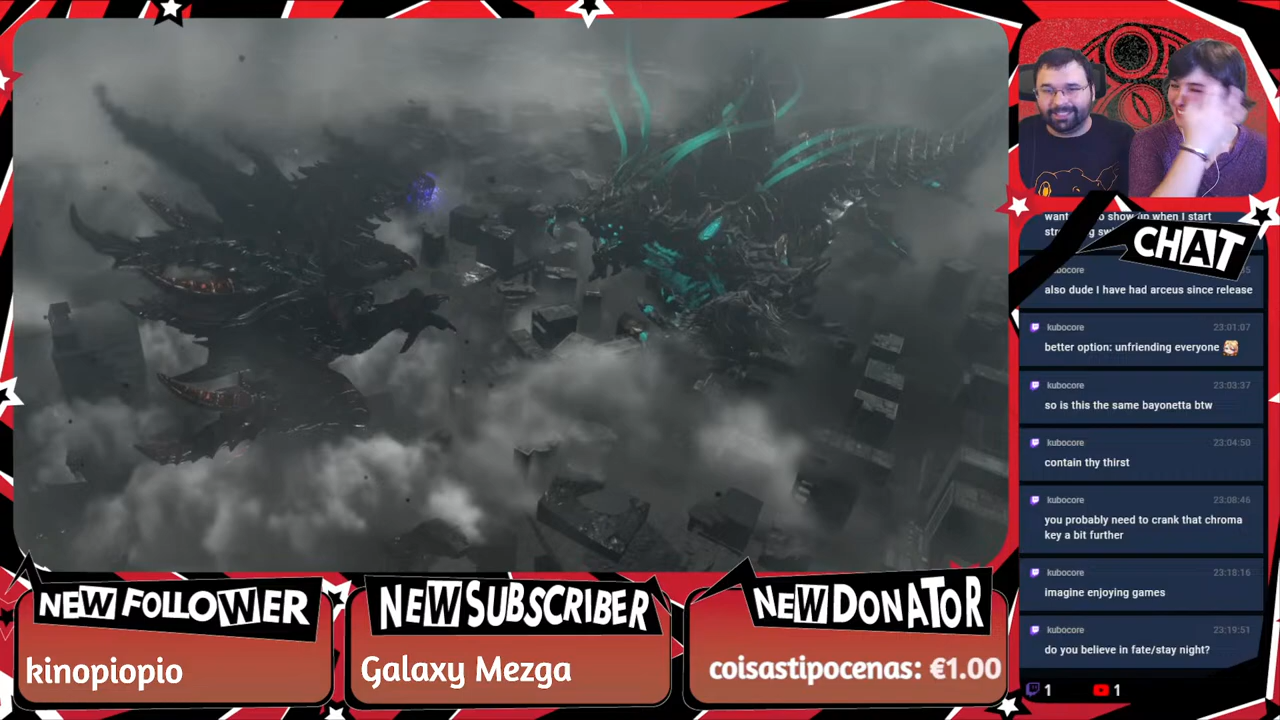 CHAT
also dude I have had arceus since release
kubocore 23:01:07
better option: unfriending everyone
kubocore 23:03:37
so is this the same bayonetta btw
kubocore 23:04:50
contain thy thirst
kubocore 23:08:46
you probably need to crank that chroma
key a bit further
kubocore 23:18:16
imagine enjoying games
kubocore 23:19:51
do you believe in fate/stay night?
1 1
NEW FOLLOWER
kinopiopio
NEW SUBSCRIBER
Galaxy Mezga
NEW DONATOR
coisastipocenas: €1.00